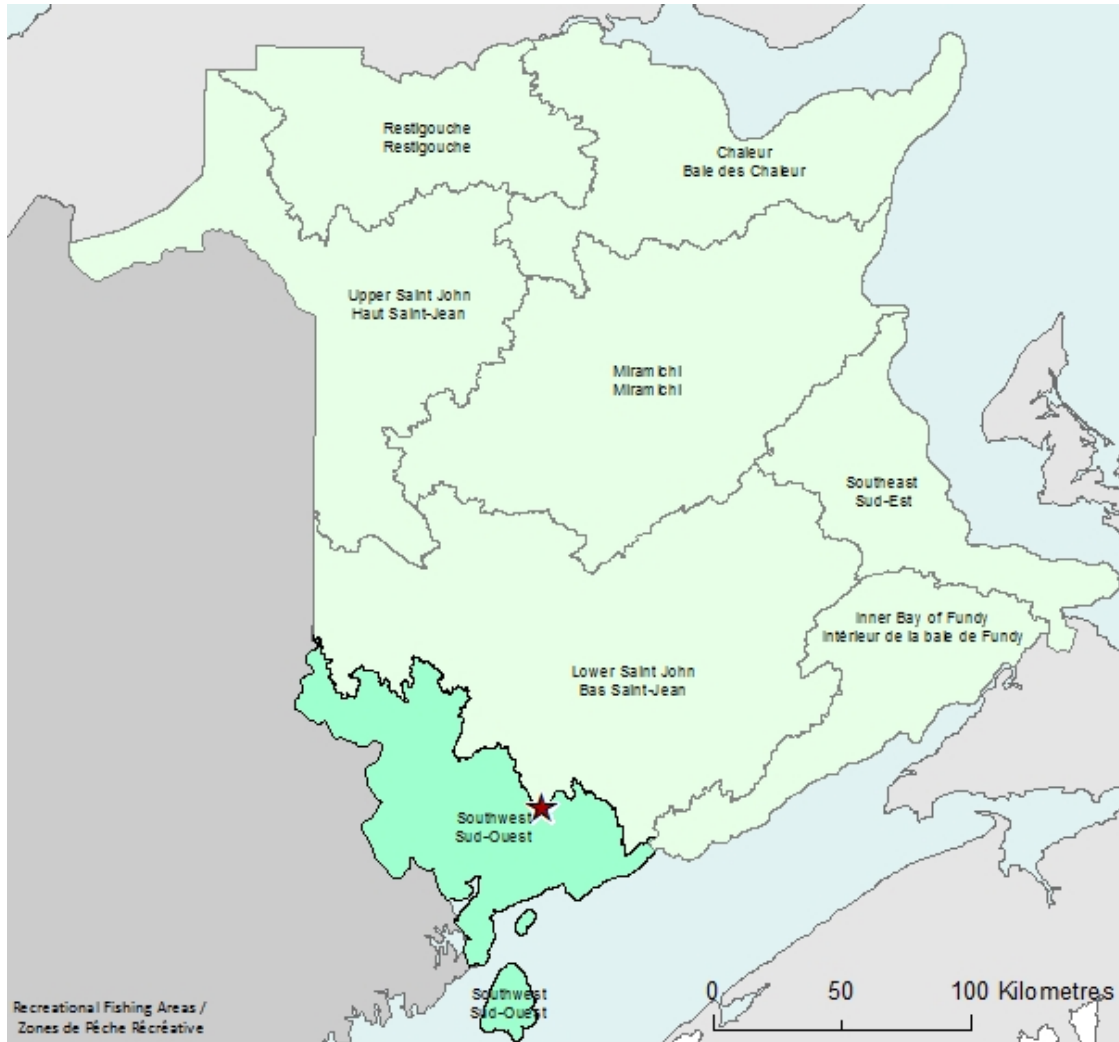 Restigouche
Restigouche
Chaleur
Baie des Chaleur
Upper Saint John
Haut Saint-Jean
Miramichi
Miramichi
Southeast
Sud-Est
Inner Bay of Fundy
Intérieur de la baie de Fundy
Lower Saint John
Bas Saint-Jean
Southwest
Sud-Ouest
Southwest
Sud-Ouest
0 50 100 Kilometres
Recreational Fishing Areas /
Zones de Pêche Récréative